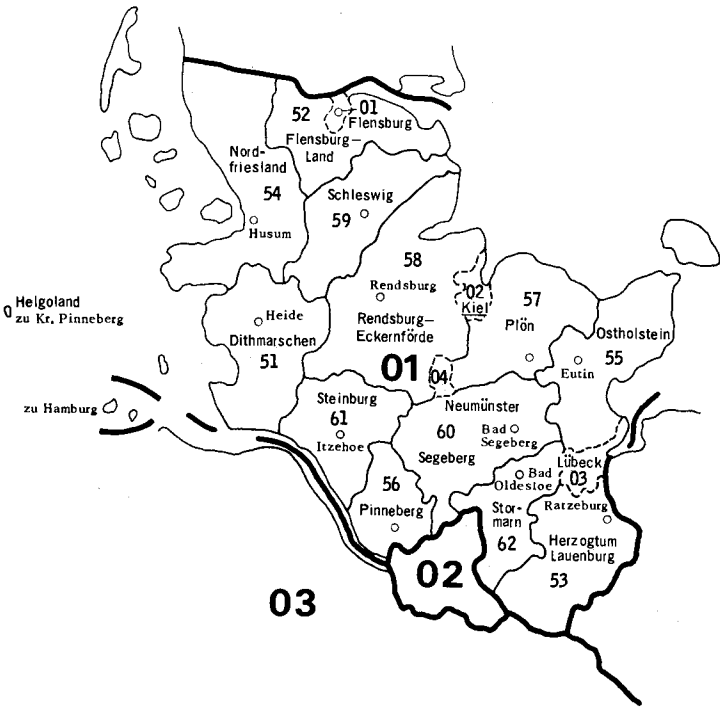 52
01
Flensburg
Flensburg–
Land
Nord-
friesland
54
Husum
Schleswig
59
58
Rendsburg
Rendsburg–
Eckernförde
01
02
Kiel
57
Plön
Ostholstein
55
Eutin
Helgoland
zu Kr. Pinneberg
Heide
Dithmarschen
51
04
Neumünster
zu Hamburg
Steinburg
61
Itzehoe
60
Bad
Segeberg
Segeberg
Lübeck
03
56
Pinneberg
Bad
Oldesloe
Stor-
marn
62
Ratzeburg
Herzogtum
Lauenburg
53
02
03